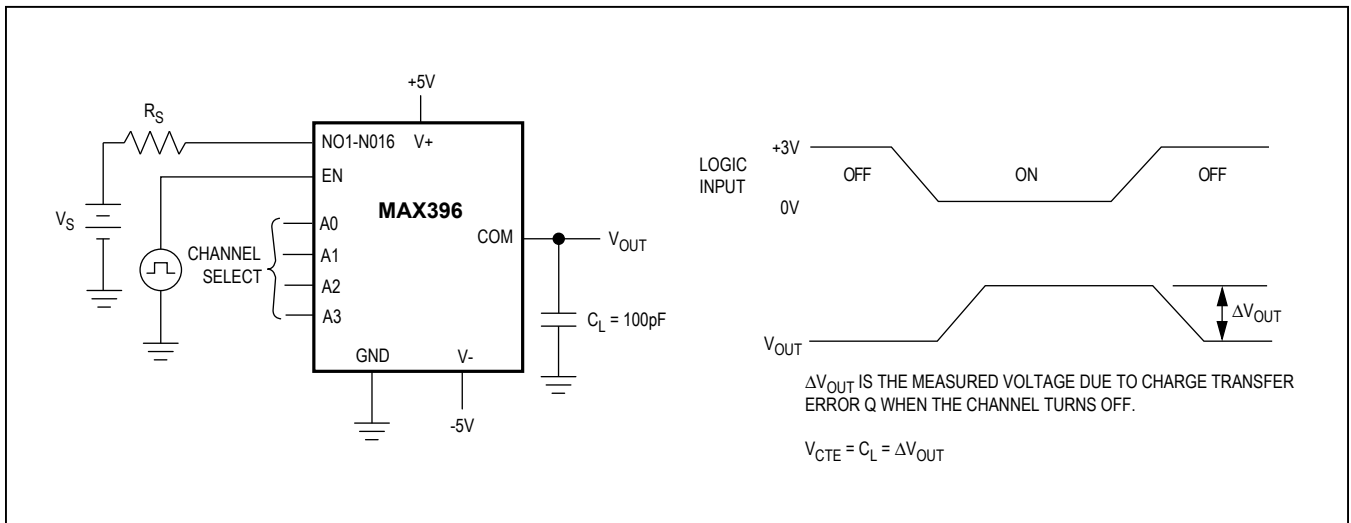 +5V
R_S
NO1-N016 V+
EN
MAX396
V_S
A0
CHANNEL SELECT
A1
A2
A3
COM
V_OUT
C_L = 100pF
GND
V-
-5V
LOGIC INPUT
+3V
OFF
ON
OFF
0V
ΔV_OUT
V_OUT
ΔV_OUT IS THE MEASURED VOLTAGE DUE TO CHARGE TRANSFER
ERROR Q WHEN THE CHANNEL TURNS OFF.
V_CTE = C_L = ΔV_OUT